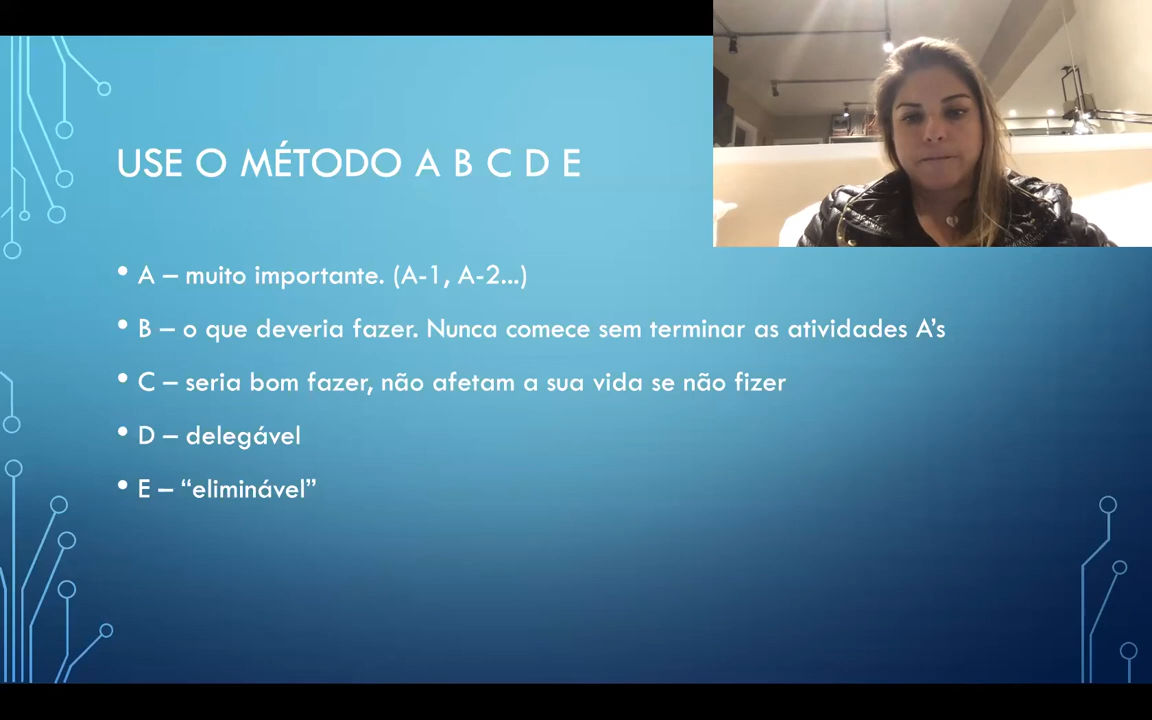 USE O MÉTODO A B C D E
• A – muito importante. (A-1, A-2...)
• B – o que deveria fazer. Nunca comece sem terminar as atividades A’s
• C – seria bom fazer, não afetam a sua vida se não fizer
• D – delegável
• E – “eliminável”